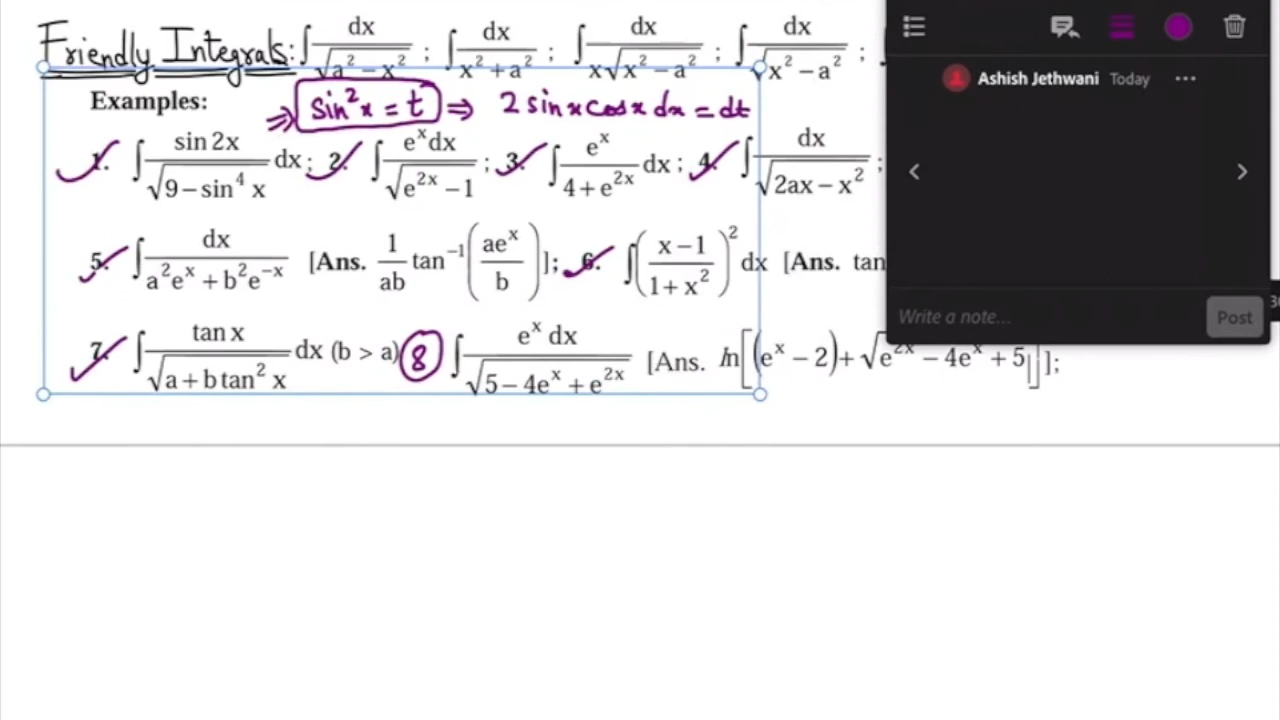 Friendly Integrals: ∫ dx/√(a² − x²) ; ∫ dx/(x² + a²) ; ∫ dx/(x√(x² − a²)) ; ∫ dx/√(x² − a²) ;
Examples: ⇒ sin²x = t ⇒ 2 sinx cosx dx = dt
1. ∫ sin 2x/√(9 − sin⁴ x) dx ; 2. ∫ eˣdx/√(e²ˣ − 1) ; 3. ∫ eˣ/(4 + e²ˣ) dx ; 4. ∫ dx/√(2ax − x²) ;
5. ∫ dx/(a²eˣ + b²e⁻ˣ) [Ans. 1/ab tan⁻¹(aeˣ/b)]; 6. ∫((x − 1)/(1 + x²))² dx [Ans. tan
7. ∫ tan x/√(a + b tan² x) dx (b > a) 8 ∫ eˣ dx/√(5 − 4eˣ + e²ˣ) [Ans. ln[(eˣ − 2) + √(e²ˣ − 4eˣ + 5)]];
Ashish Jethwani Today
Write a note... Post